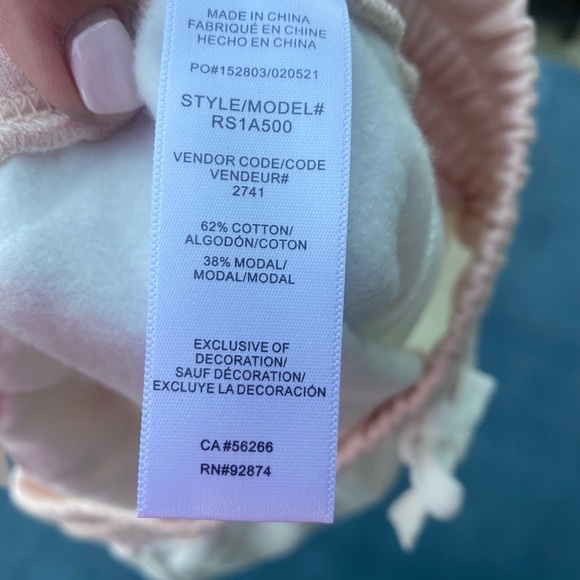 MADE IN CHINA
FABRIQUÉ EN CHINE
HECHO EN CHINA
PO#152803/020521
STYLE/MODEL#
RS1A500
VENDOR CODE/CODE
VENDEUR#
2741
62% COTTON/
ALGODÓN/COTON
38% MODAL/
MODAL/MODAL
EXCLUSIVE OF
DECORATION/
SAUF DÉCORATION/
EXCLUYE LA DECORACIÓN
CA#56266
RN#92874